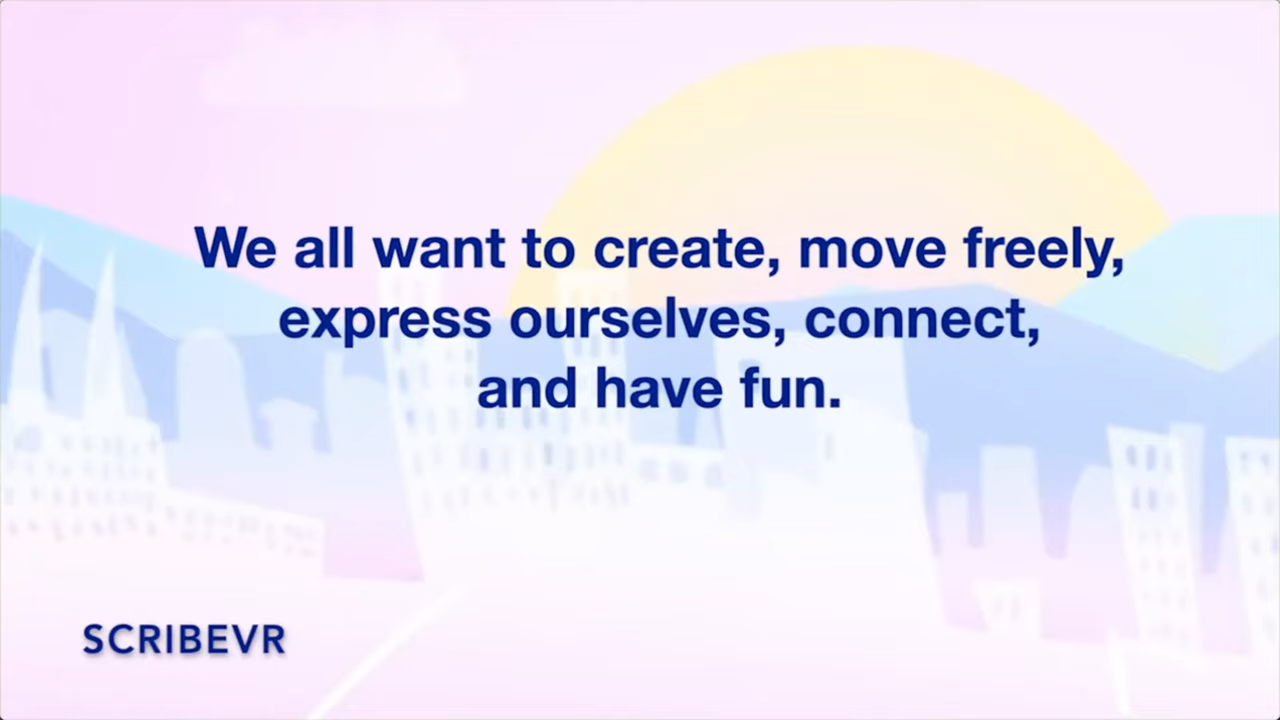 We all want to create, move freely,
express ourselves, connect,
and have fun.
SCRIBEVR